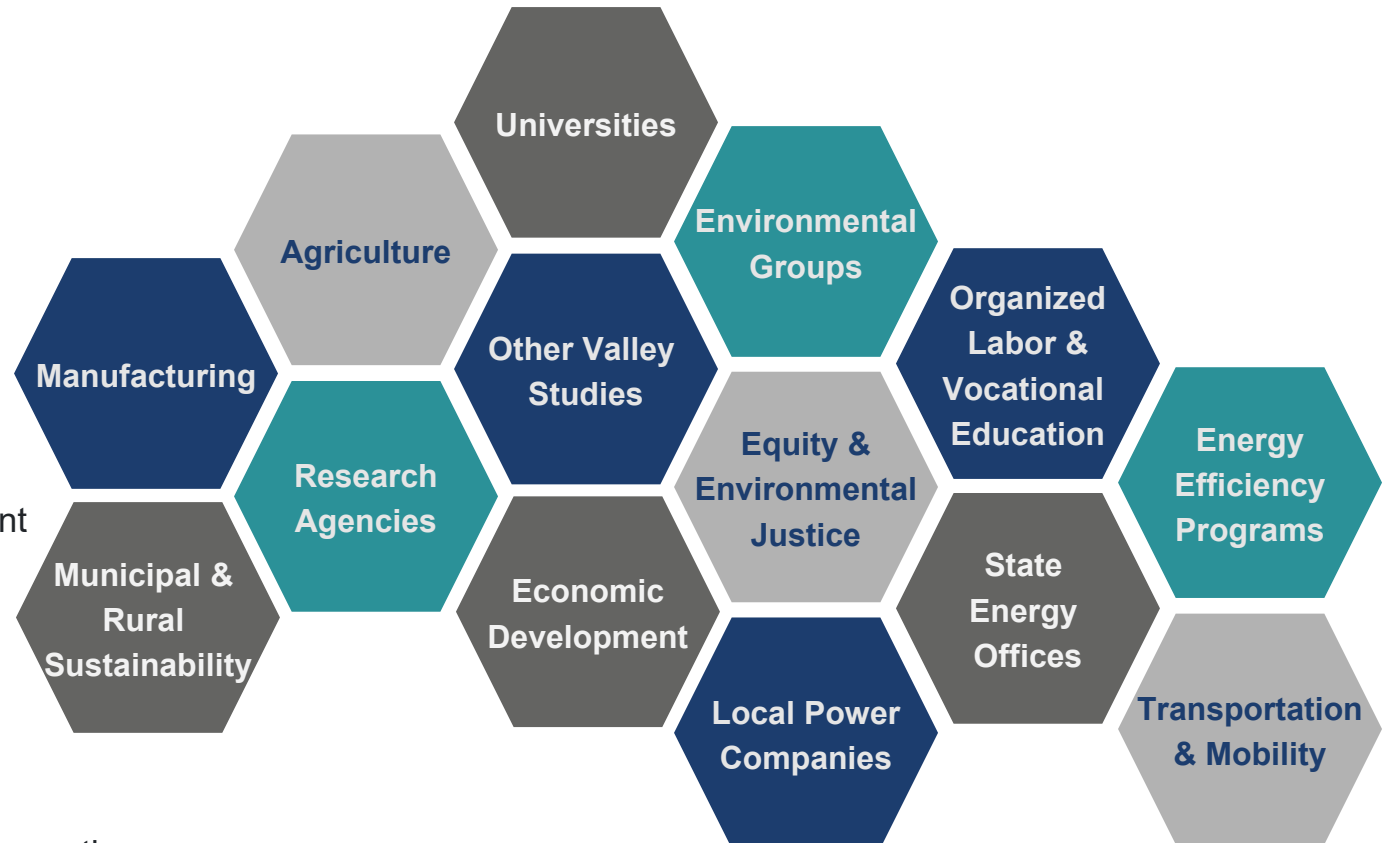 Universities
Environmental
Groups
Agriculture
Organized
Labor &
Vocational
Education
Other Valley
Studies
Manufacturing
Equity &
Environmental
Justice
Energy
Efficiency
Programs
Research
Agencies
nt
Municipal &
Rural
Sustainability
Economic
Development
State
Energy
Offices
Local Power
Companies
Transportation
& Mobility